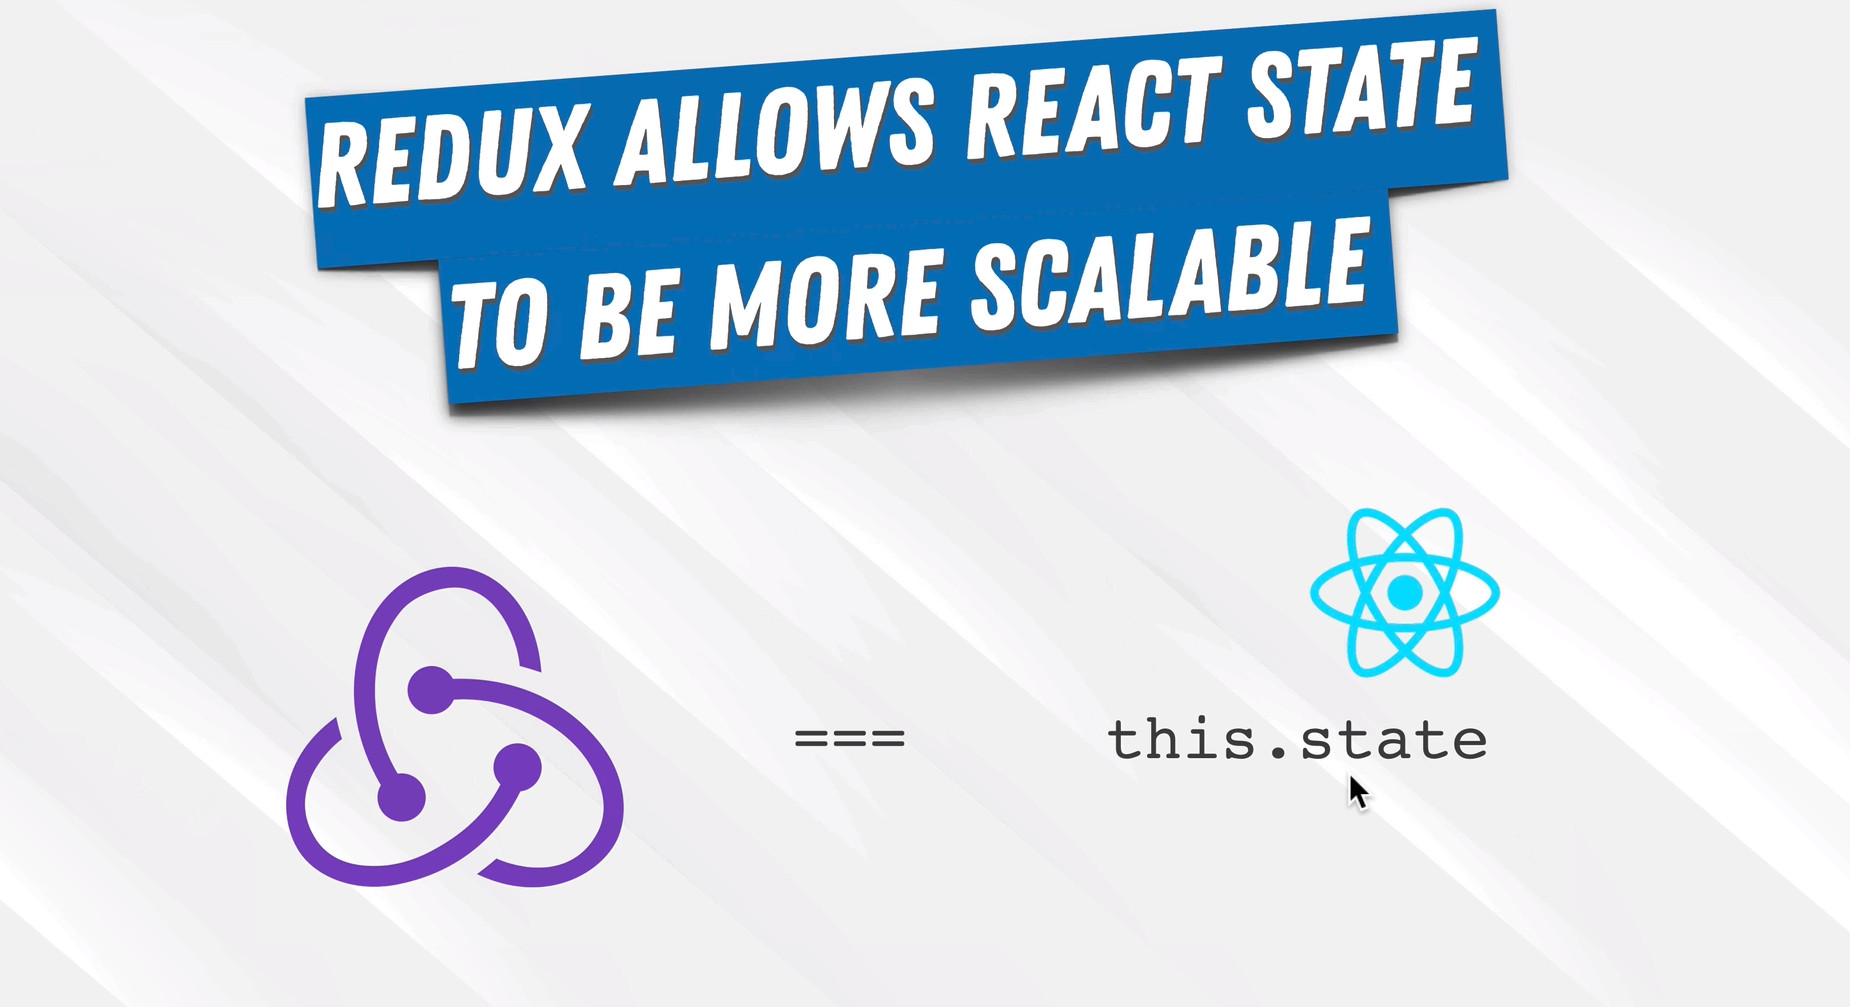 REDUX ALLOWS REACT STATE
TO BE MORE SCALABLE
=== this.state